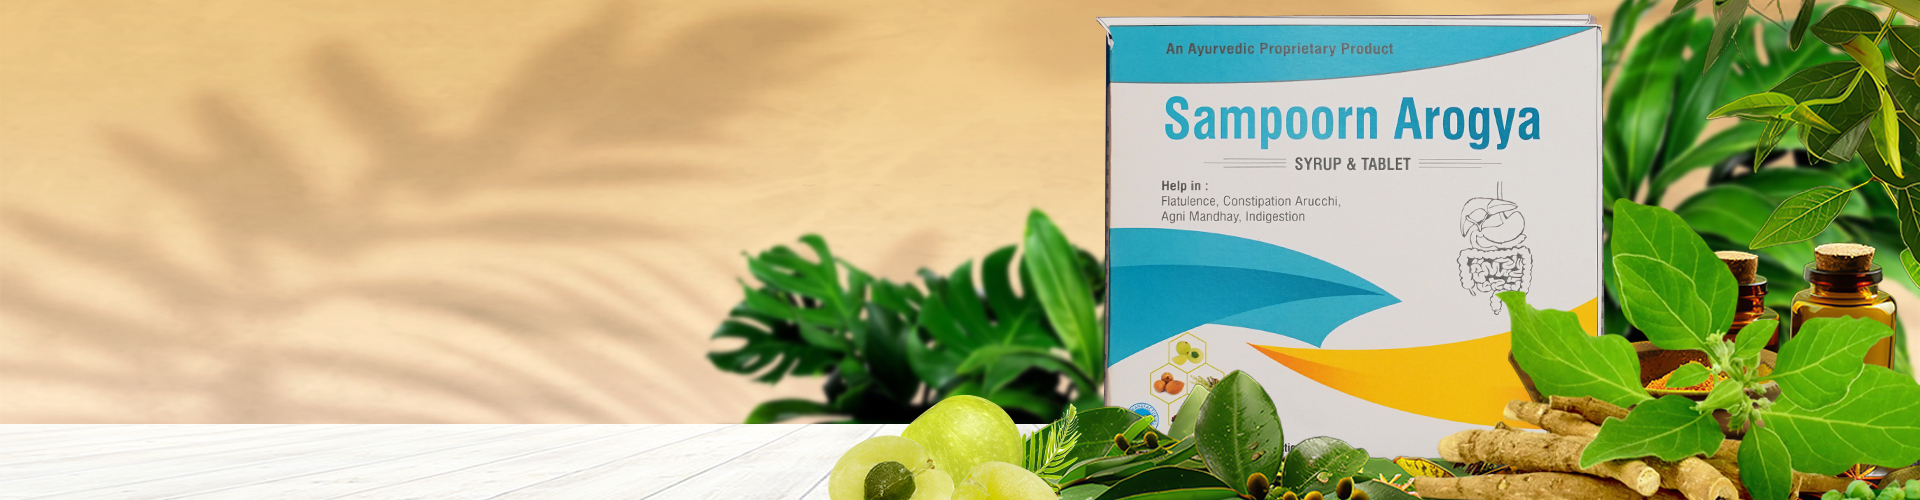 An Ayurvedic Proprietary Product
Sampoorn Arogya
SYRUP & TABLET
Help in :
Flatulence, Constipation Arucchi,
Agni Mandhay, Indigestion